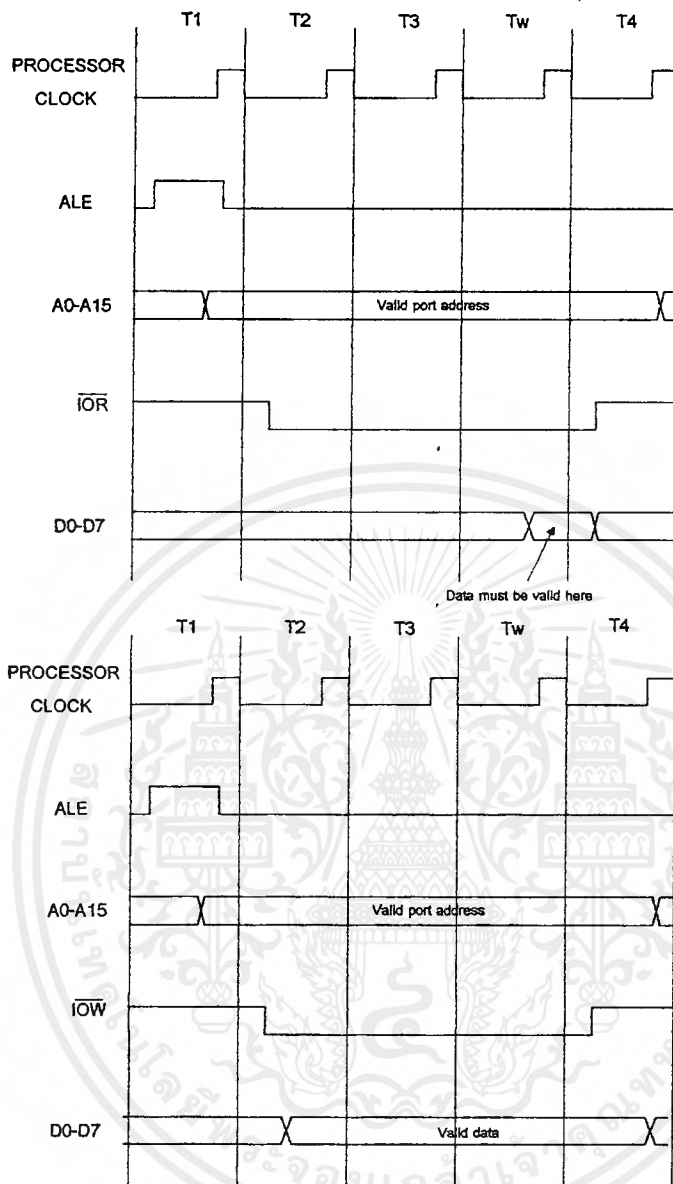 T1 T2 T3 Tw T4
PROCESSOR
CLOCK
ALE
A0-A15 Valid port address
IOR
D0-D7
Data must be valid here
T1 T2 T3 Tw T4
PROCESSOR
CLOCK
ALE
A0-A15 Valid port address
IOW
D0-D7 Valid data